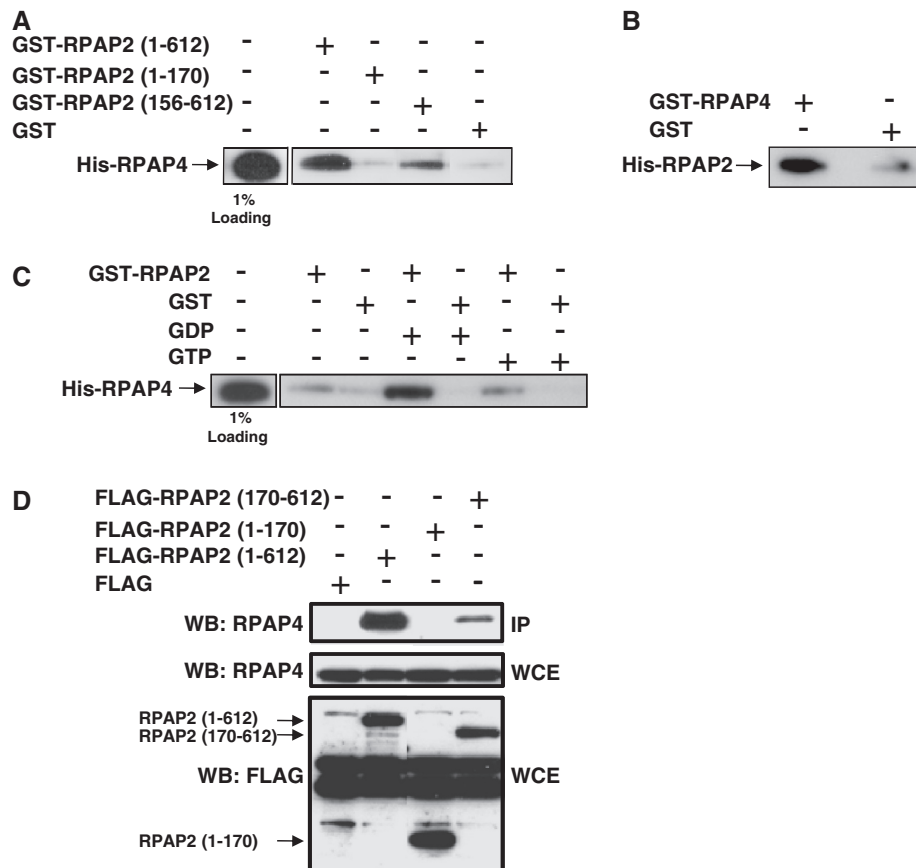 A
GST-RPAP2 (1-612) - + - - -
GST-RPAP2 (1-170) - - + - -
GST-RPAP2 (156-612) - - - + -
GST - - - - +
His-RPAP4
1%
Loading
B
GST-RPAP4 + -
GST - +
His-RPAP2
C
GST-RPAP2 - + - + - + -
GST - - + - + - +
GDP - - - + + - -
GTP - - - - - + +
His-RPAP4
1%
Loading
D
FLAG-RPAP2 (170-612) - - - +
FLAG-RPAP2 (1-170) - - + -
FLAG-RPAP2 (1-612) - + - -
FLAG + - - -
WB: RPAP4 IP
WB: RPAP4 WCE
RPAP2 (1-612)
RPAP2 (170-612)
WB: FLAG WCE
RPAP2 (1-170)